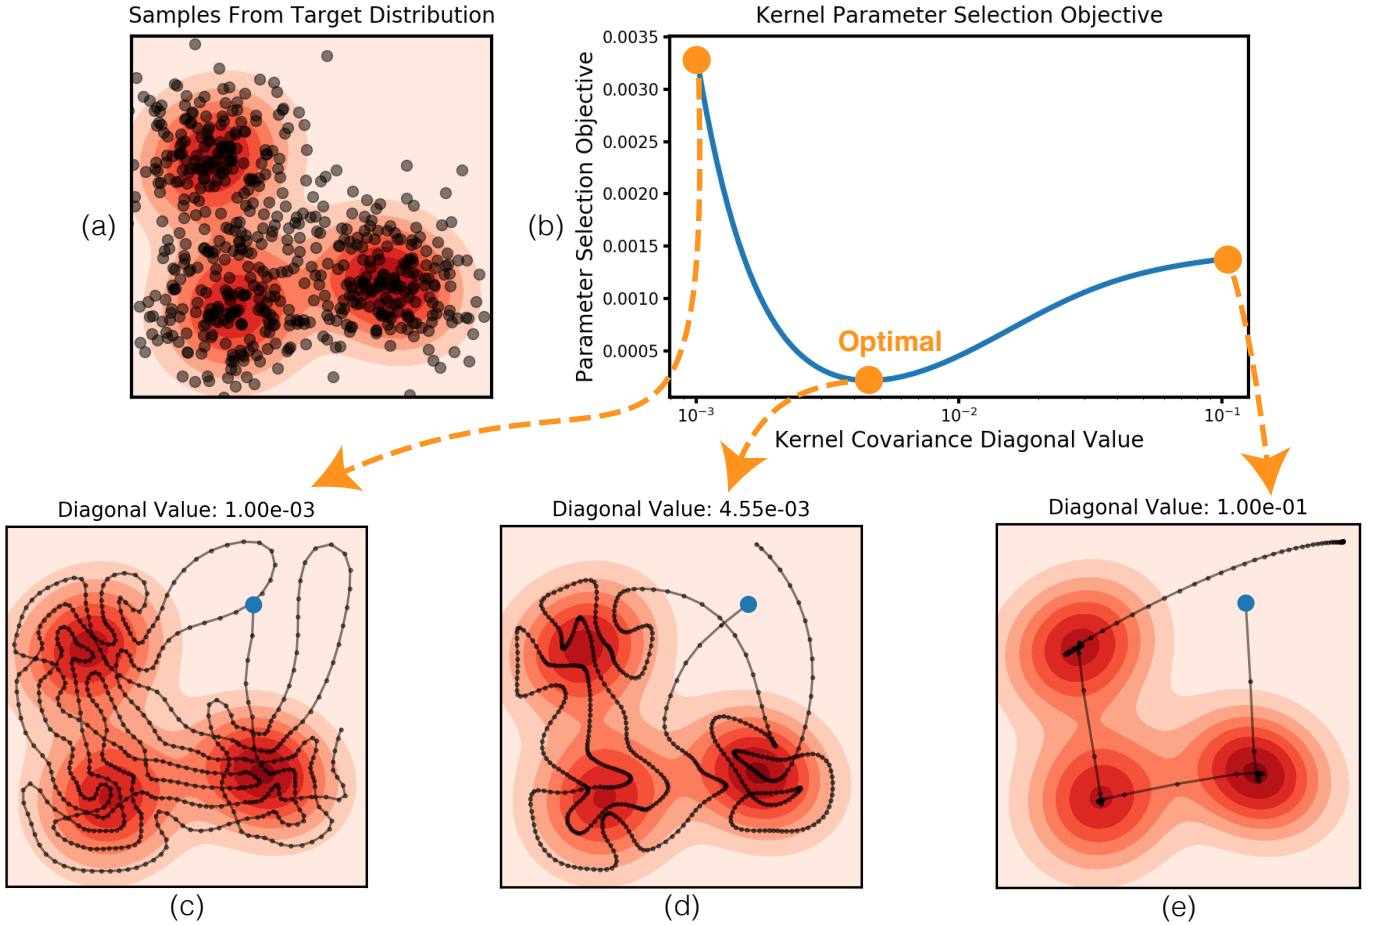 Samples From Target Distribution
(a)
Kernel Parameter Selection Objective
(b)
Parameter Selection Objective
0.0035
0.0030
0.0025
0.0020
0.0015
0.0010
0.0005
Optimal
10⁻³
10⁻²
10⁻¹
Kernel Covariance Diagonal Value
Diagonal Value: 1.00e-03
Diagonal Value: 4.55e-03
Diagonal Value: 1.00e-01
(c)
(d)
(e)